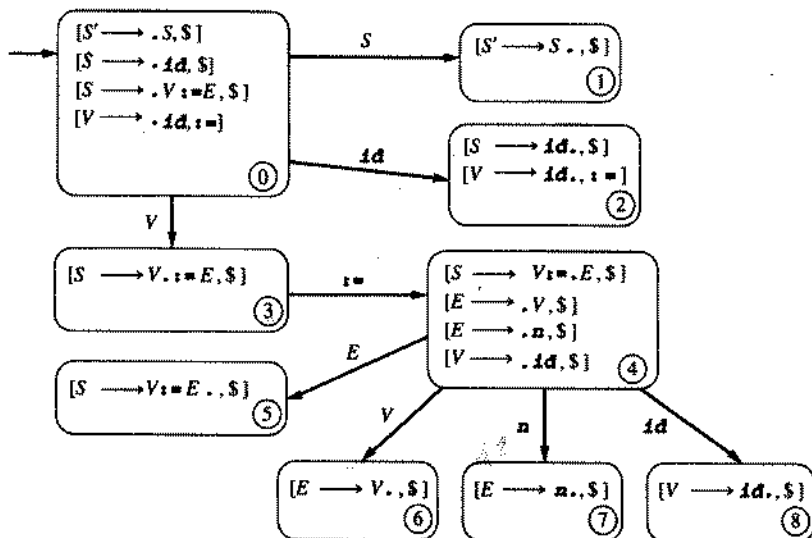 [S' ⟶ .S,$]
[S ⟶ .id,$]
[S ⟶ .V:=E,$]
[V ⟶ .id,:=]
0
S
[S' ⟶ S.,$]
1
id
[S ⟶ id.,$]
[V ⟶ id.,:=]
2
V
[S ⟶ V.:=E,$]
3
:=
[S ⟶ V:=.E,$]
[E ⟶ .V,$]
[E ⟶ .n,$]
[V ⟶ .id,$]
4
E
[S ⟶ V:=E.,$]
5
V
n
id
[E ⟶ V.,$]
6
[E ⟶ n.,$]
7
[V ⟶ id.,$]
8